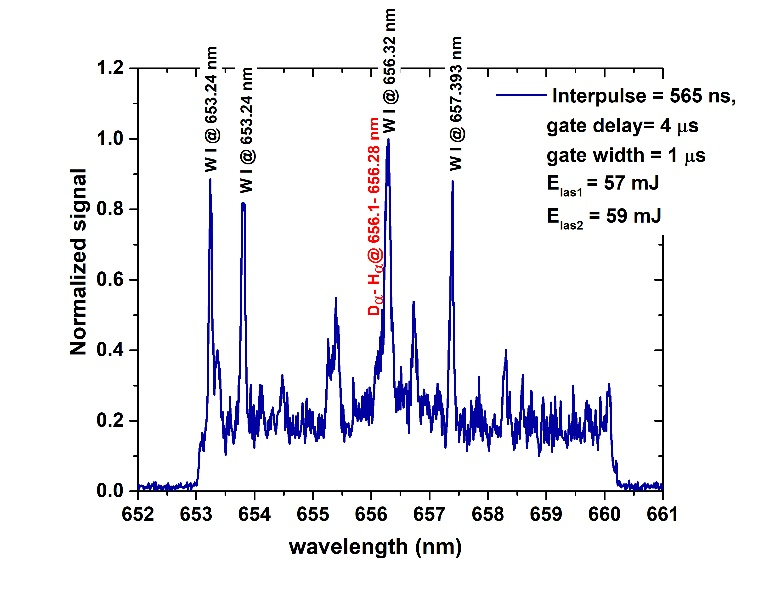 W I @ 653.24 nm
W I @ 653.24 nm
Dα- Hα@ 656.1- 656.28 nm
W I @ 656.32 nm
W I @ 657.393 nm
Interpulse = 565 ns,
gate delay= 4 μs
gate width = 1 μs
Elas1 = 57 mJ
Elas2 = 59 mJ
Normalized signal
1.2
1.0
0.8
0.6
0.4
0.2
0.0
652 653 654 655 656 657 658 659 660 661
wavelength (nm)